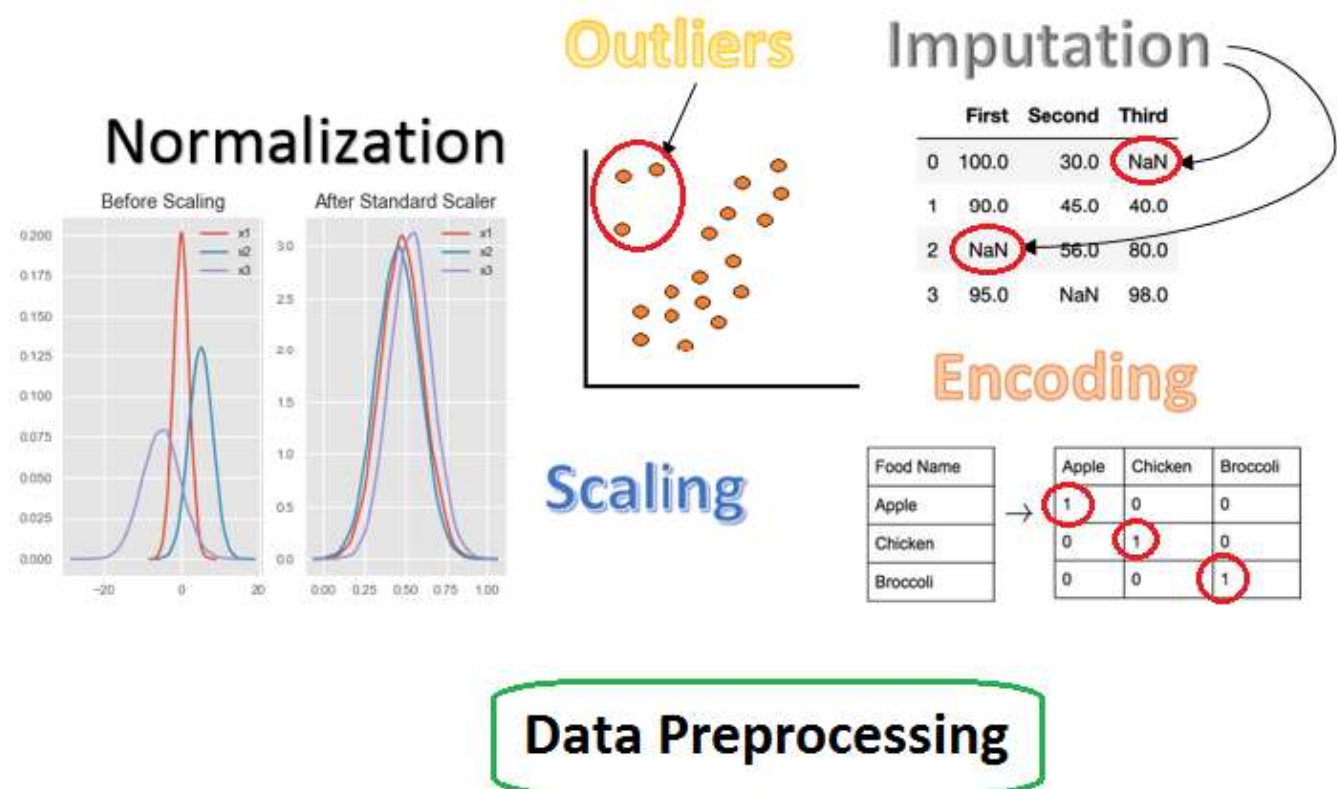 Outliers
Imputation
Normalization
First Second Third
0 100.0 30.0 NaN
1 90.0 45.0 40.0
2 NaN 56.0 80.0
3 95.0 NaN 98.0
Before Scaling
x1
x2
x3
0.200
0.175
0.150
0.125
0.100
0.075
0.050
0.025
0.000
-20 0 20
After Standard Scaler
x1
x2
x3
3.0
2.5
2.0
1.5
1.0
0.5
0.0
0.00 0.25 0.50 0.75 1.00
Scaling
Encoding
Food Name
Apple
Chicken
Broccoli
→
Apple Chicken Broccoli
1 0 0
0 1 0
0 0 1
Data Preprocessing